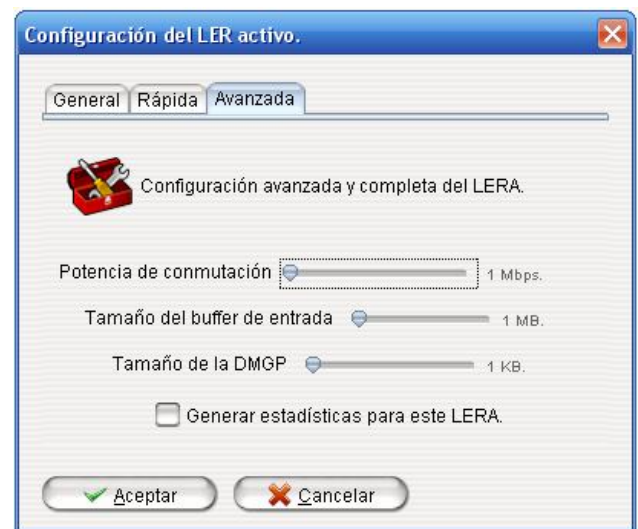 Configuración del LER activo.
General Rápida Avanzada
Configuración avanzada y completa del LERA.
Potencia de conmutación 1 Mbps.
Tamaño del buffer de entrada 1 MB.
Tamaño de la DMGP 1 KB.
Generar estadísticas para este LERA.
Aceptar Cancelar